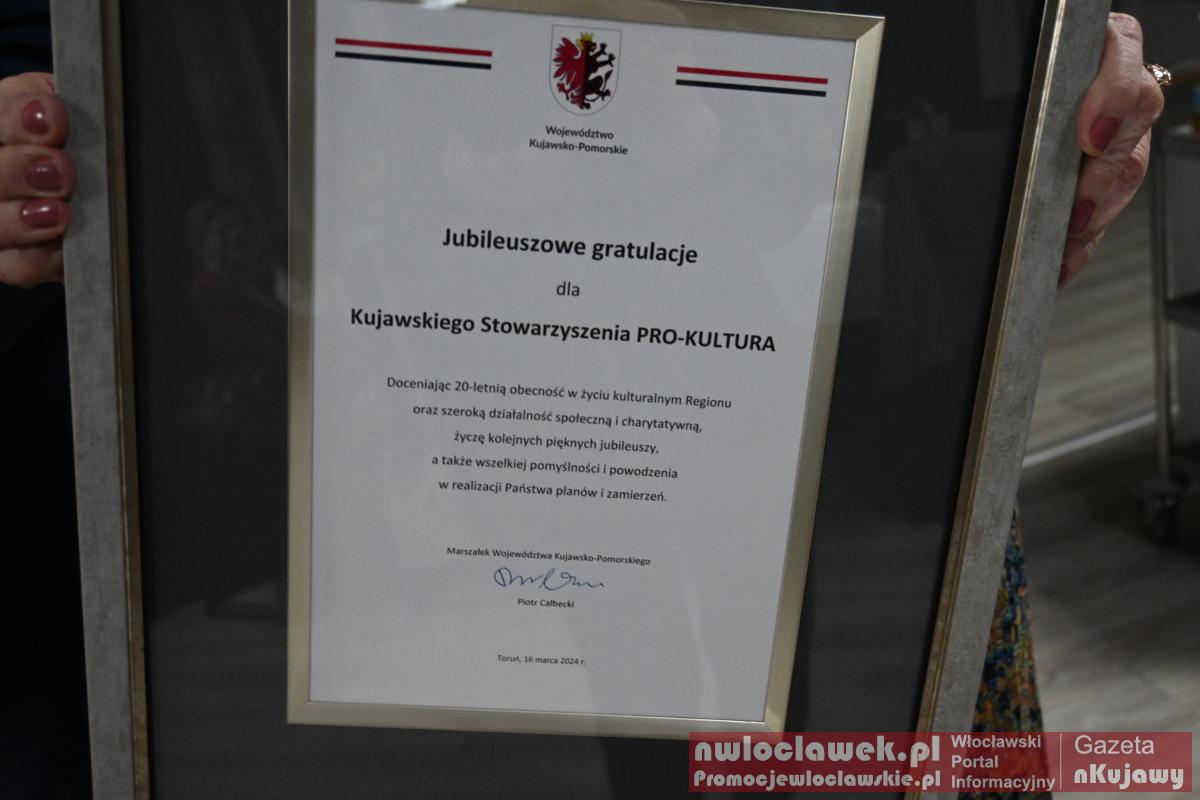 Województwo
Kujawsko-Pomorskie
Jubileuszowe gratulacje
dla
Kujawskiego Stowarzyszenia PRO-KULTURA
Doceniając 20-letnią obecność w życiu kulturalnym Regionu
oraz szeroką działalność społeczną i charytatywną,
życzę kolejnych pięknych jubileuszy,
a także wszelkiej pomyślności i powodzenia
w realizacji Państwa planów i zamierzeń.
Marszałek Województwa Kujawsko-Pomorskiego
Piotr Całbecki
Toruń, 16 marca 2024 r.
nwloclawek.pl
Promocjewloclawskie.pl
Włocławski
Portal
Informacyjny
Gazeta
nKujawy